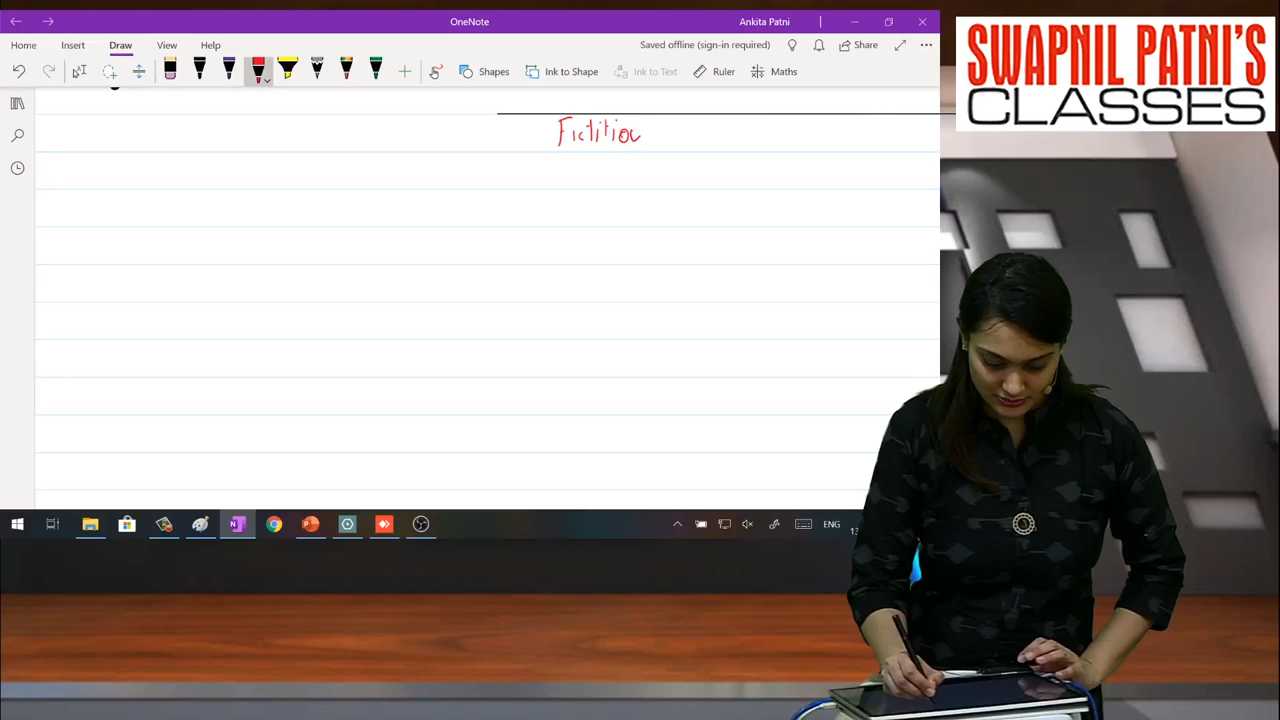 OneNote
Ankita Patni
Home Insert Draw View Help
Saved offline (sign-in required)
Share
Shapes
Ink to Shape
Ink to Text
Ruler
Maths
SWAPNIL PATNI'S
CLASSES
Fictitiou
ENG